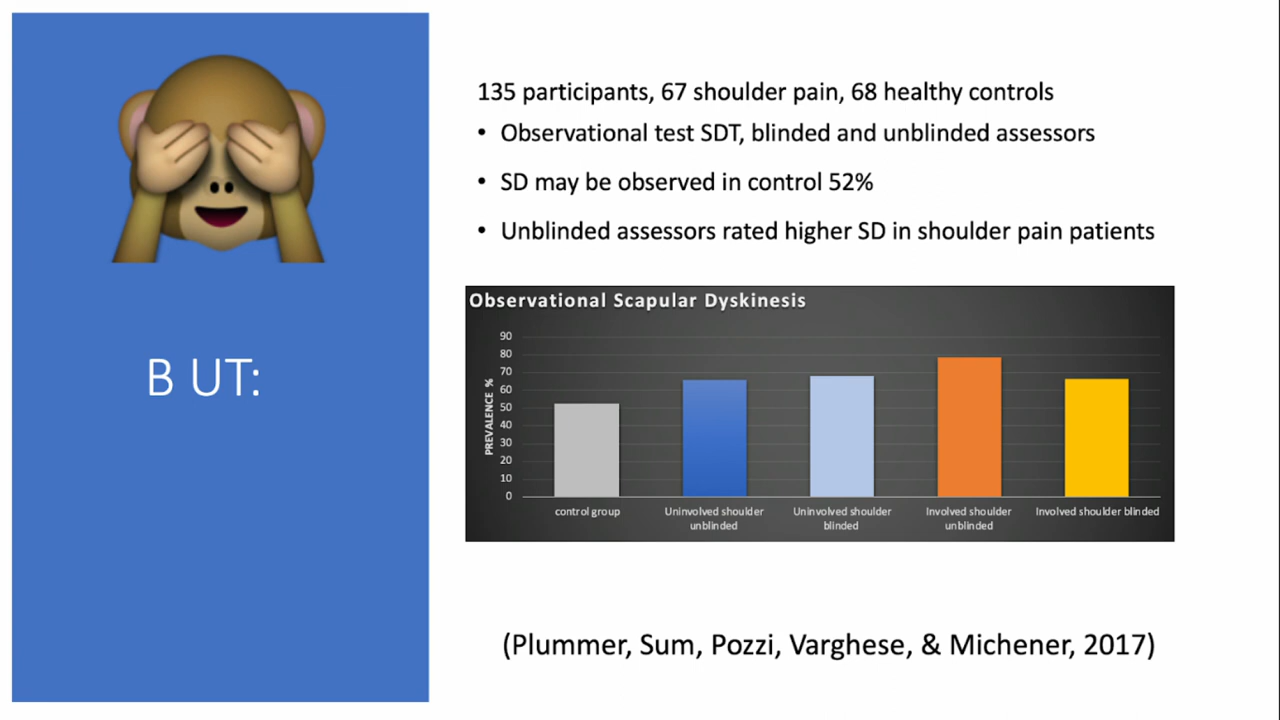 B UT:
135 participants, 67 shoulder pain, 68 healthy controls
• Observational test SDT, blinded and unblinded assessors
• SD may be observed in control 52%
• Unblinded assessors rated higher SD in shoulder pain patients
Observational Scapular Dyskinesis
PREVALENCE %
90
80
70
60
50
40
30
20
10
0
control group
Uninvolved shoulder
unblinded
Uninvolved shoulder
blinded
Involved shoulder
unblinded
Involved shoulder blinded
(Plummer, Sum, Pozzi, Varghese, & Michener, 2017)